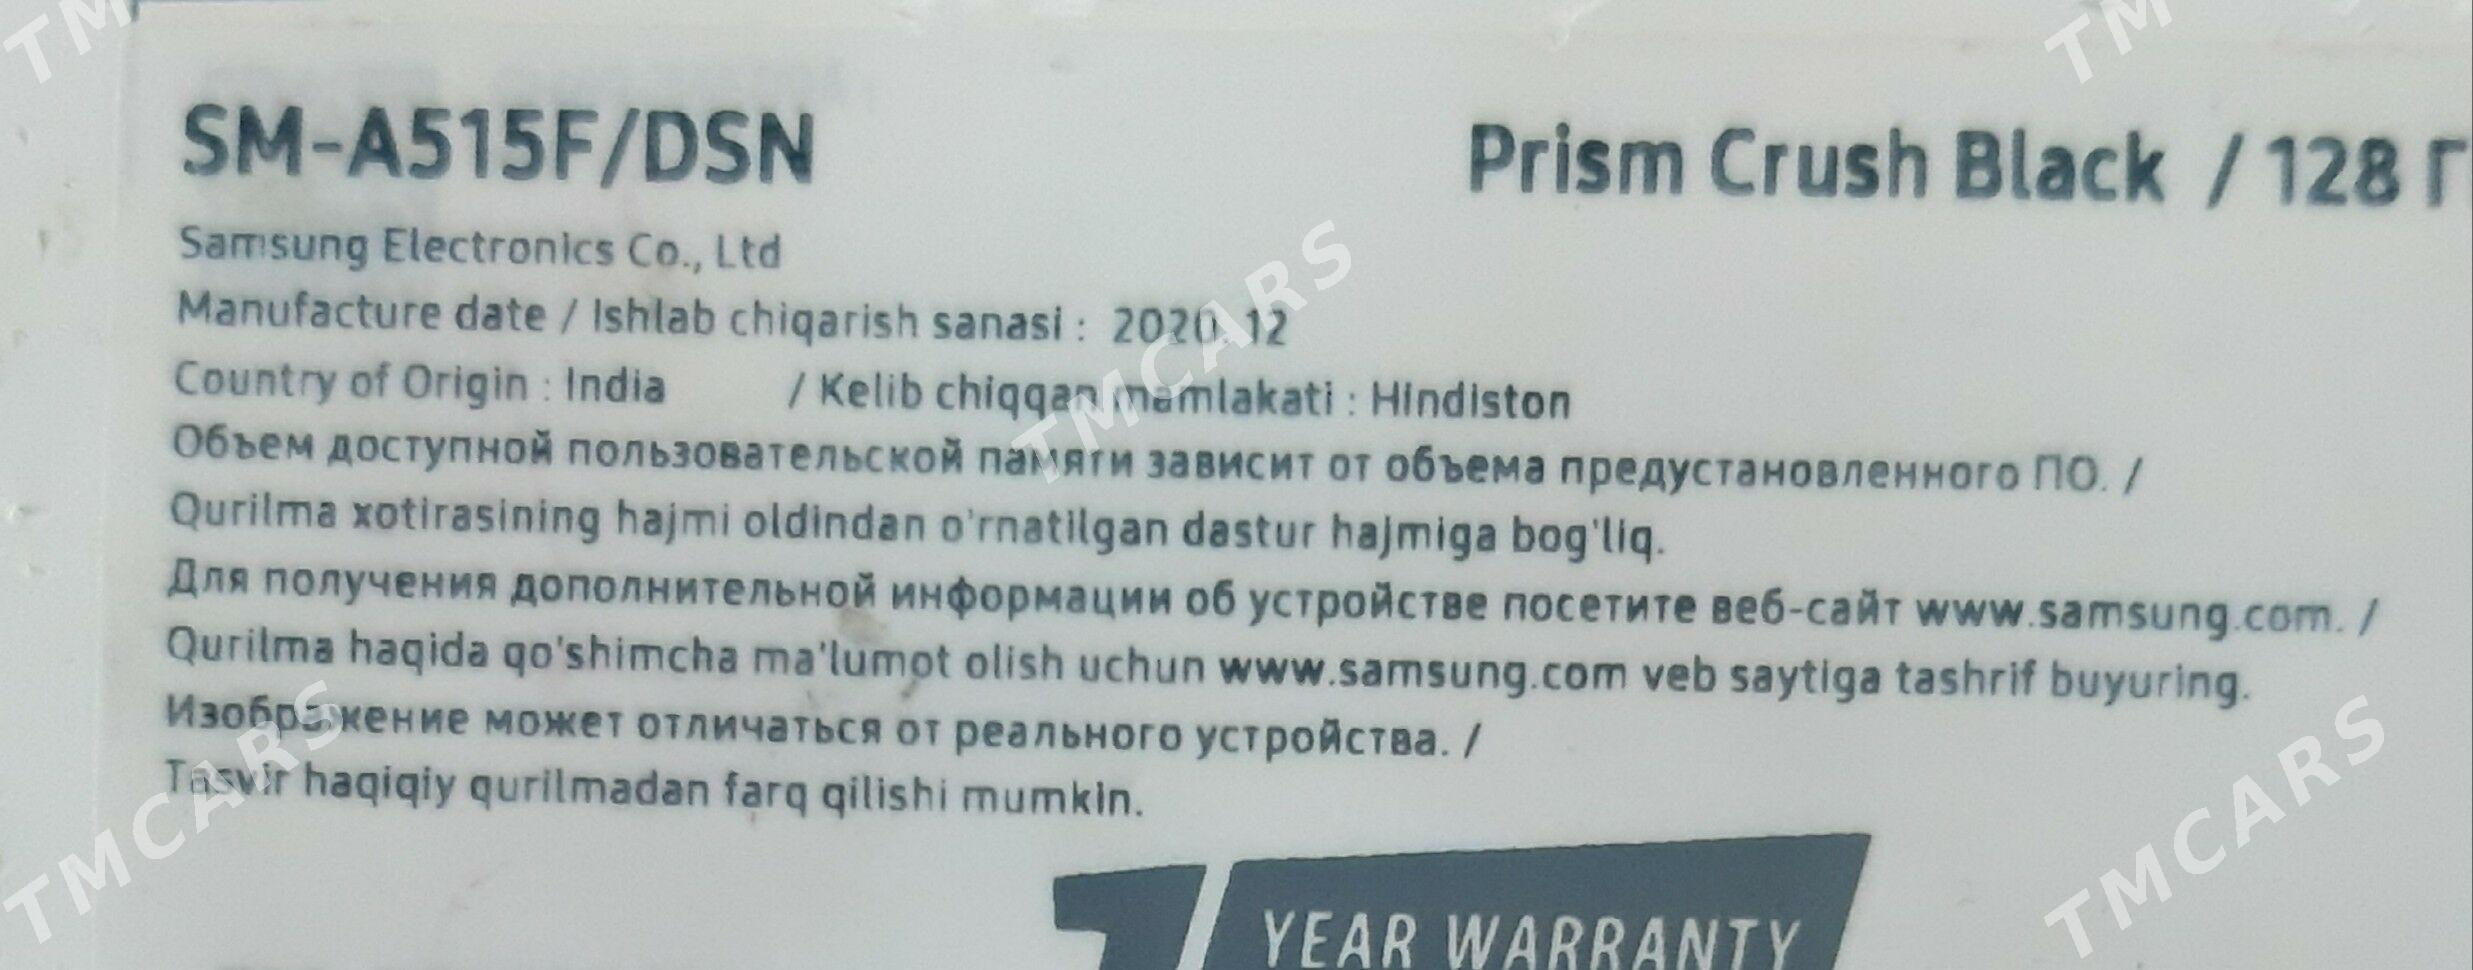 SM-A515F/DSN Prism Crush Black / 128 Г
Samsung Electronics Co., Ltd
Manufacture date / Ishlab chiqarish sanasi : 2020.12
Country of Origin : India / Kelib chiqqan mamlakati : Hindiston
Объем доступной пользовательской памяти зависит от объема предустановленного ПО. /
Qurilma xotirasining hajmi oldindan o'rnatilgan dastur hajmiga bog'liq.
Для получения дополнительной информации об устройстве посетите веб-сайт www.samsung.com. /
Qurilma haqida qo'shimcha ma'lumot olish uchun www.samsung.com veb saytiga tashrif buyuring.
Изображение может отличаться от реального устройства. /
Tasvir haqiqiy qurilmadan farq qilishi mumkin.
1 YEAR WARRANTY
TM
TM
TMCARS
TMCARS
TMCARS